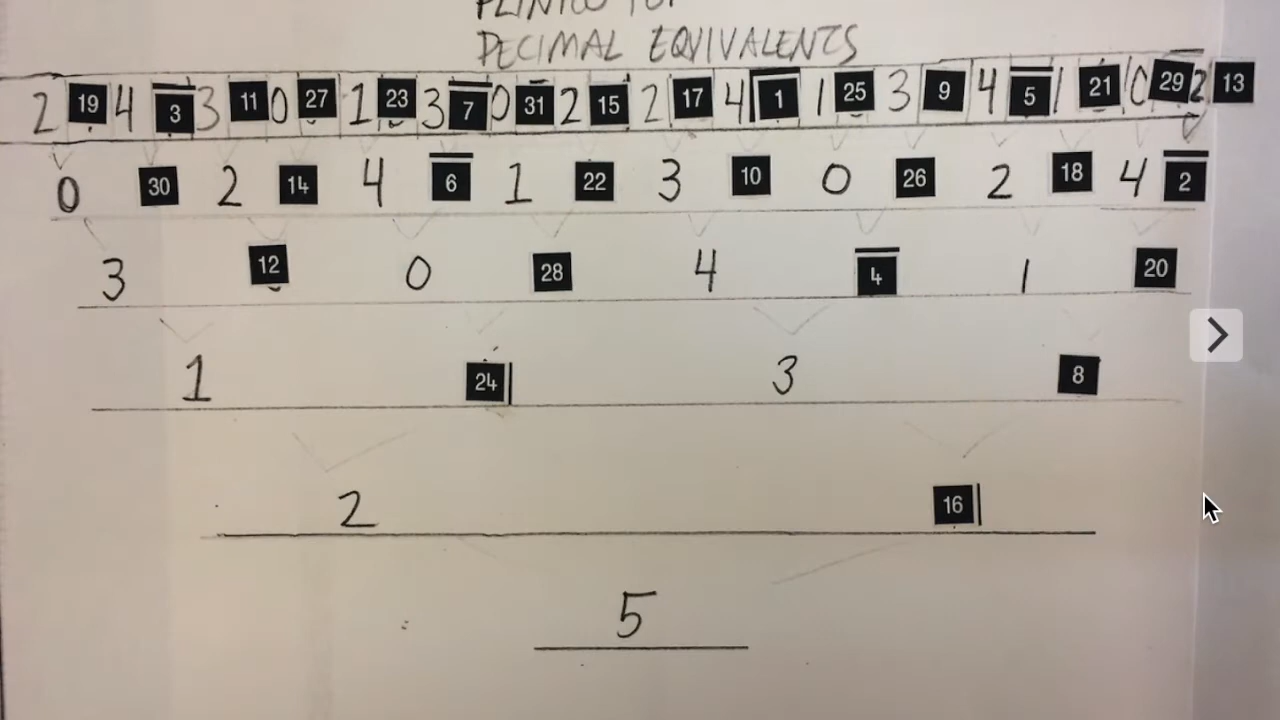 DECIMAL EQUIVALENTS
2 19 4 3 3 11 0 27 1 23 3 7 0 31 2 15 2 17 4 1 1 25 3 9 4 5 1 21 0 29 2 13
0 30 2 14 4 6 1 22 3 10 0 26 2 18 4 2
3 12 0 28 4 4 1 20
1 24 3 8
2 16
5